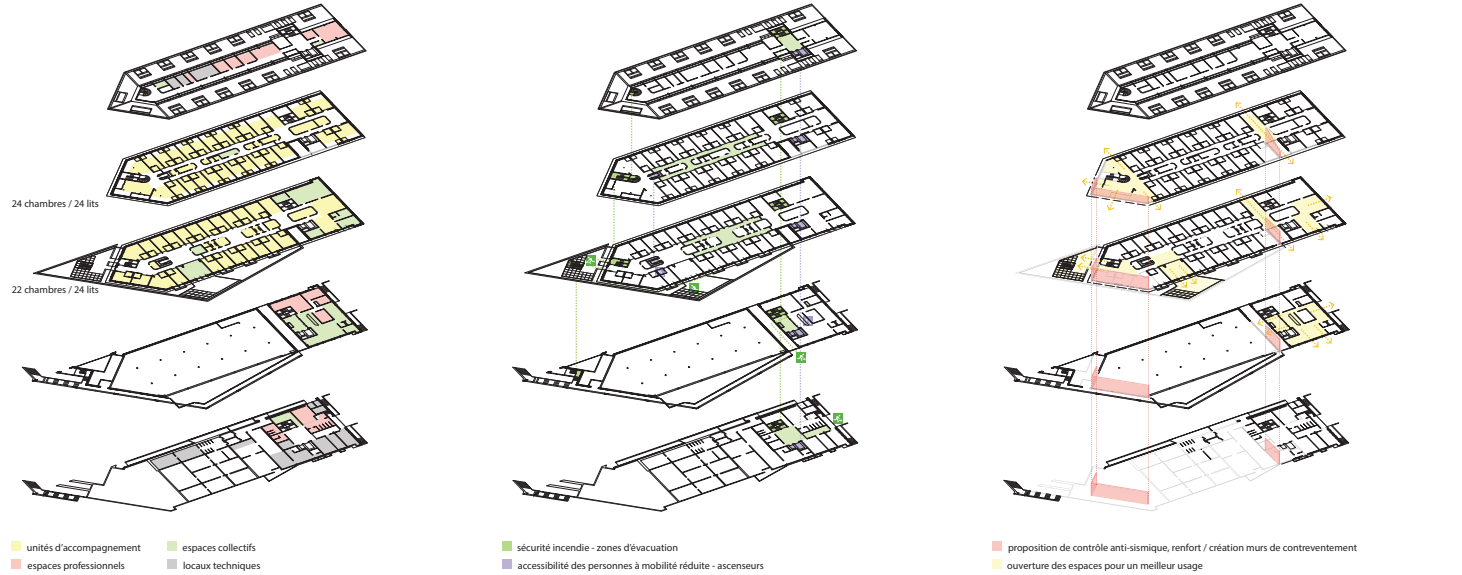 24 chambres / 24 lits
22 chambres / 24 lits
unités d'accompagnement
espaces collectifs
espaces professionnels
locaux techniques
sécurité incendie - zones d'évacuation
accessibilité des personnes à mobilité réduite - ascenseurs
proposition de contrôle anti-sismique, renfort / création murs de contreventement
ouverture des espaces pour un meilleur usage